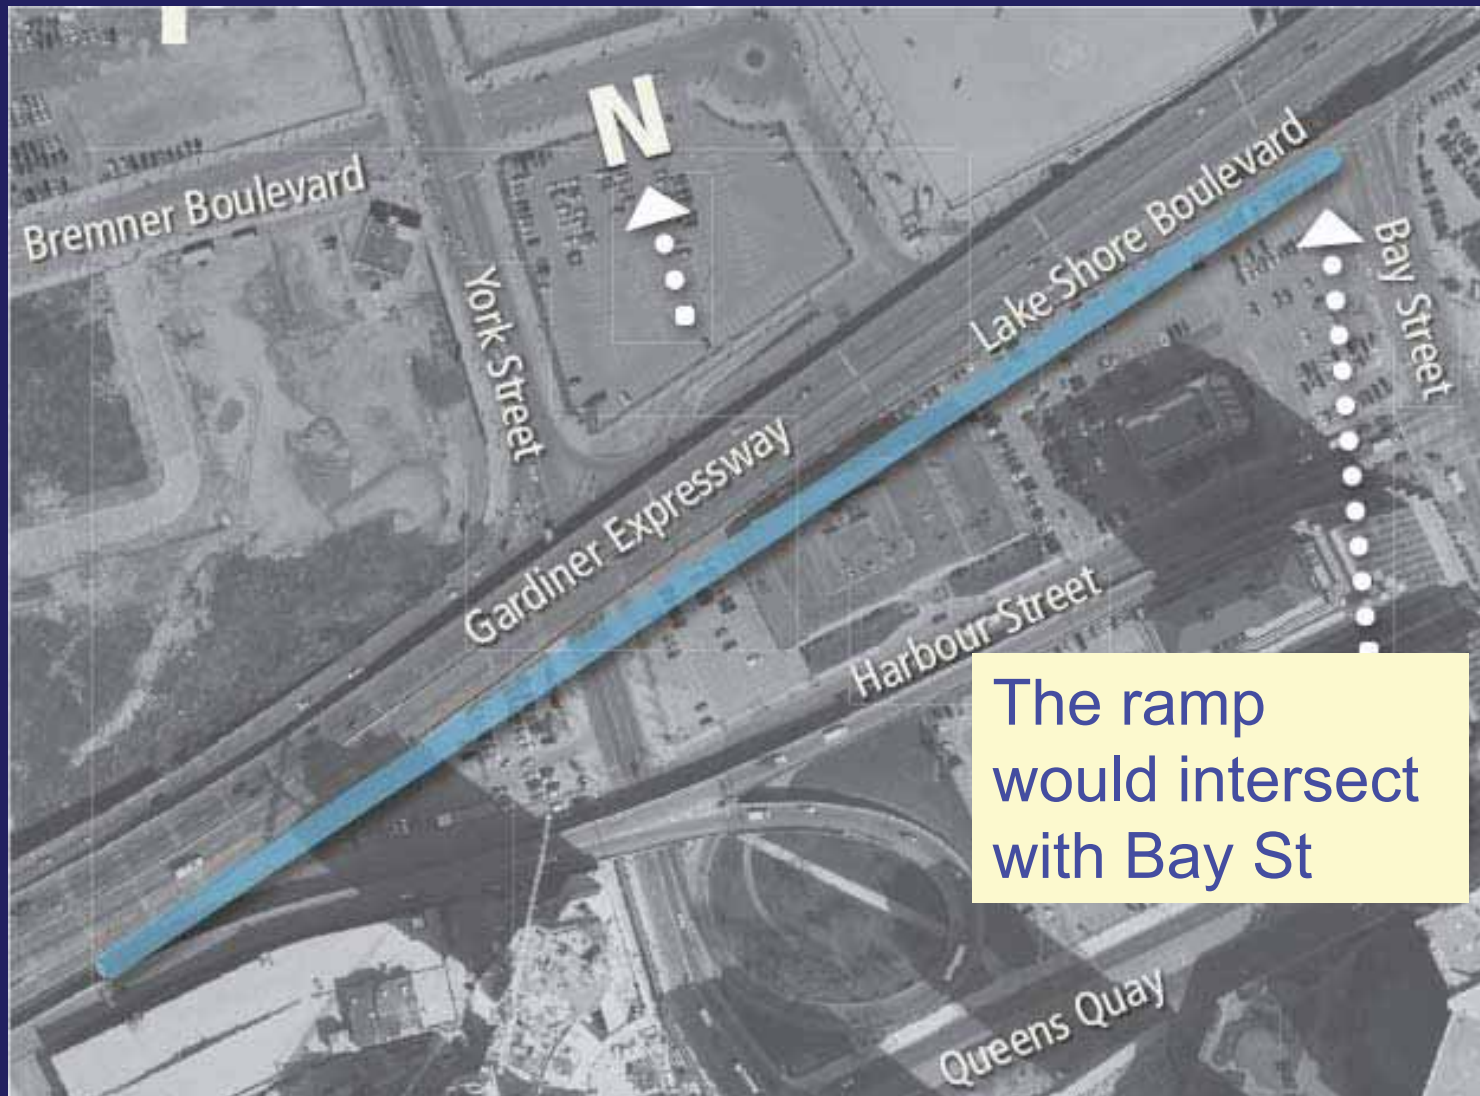 N
Bremner Boulevard
York Street
Lake Shore Boulevard
Bay Street
Gardiner Expressway
Harbour Street
The ramp
would intersect
with Bay St
Queens Quay